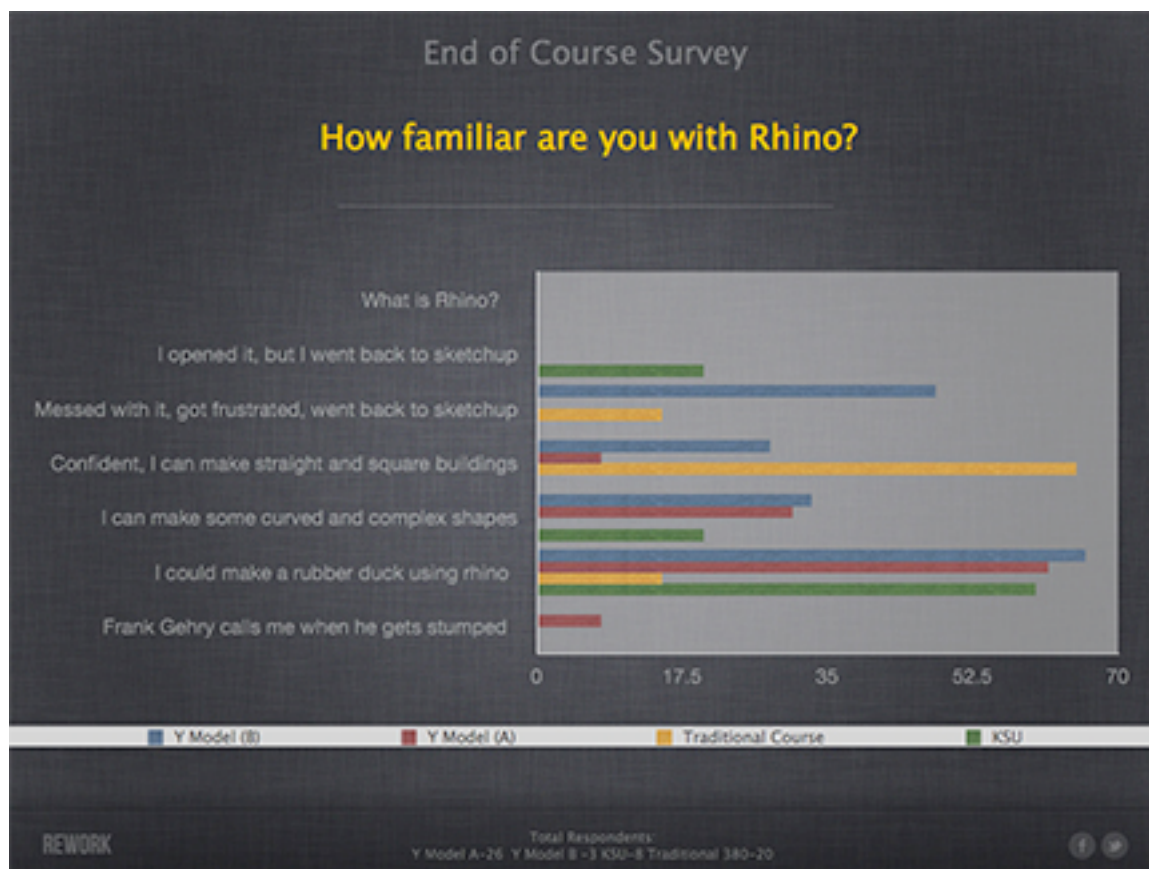 End of Course Survey
How familiar are you with Rhino?
What is Rhino?
I opened it, but I went back to sketchup
Messed with it, got frustrated, went back to sketchup
Confident, I can make straight and square buildings
I can make some curved and complex shapes
I could make a rubber duck using rhino
Frank Gehry calls me when he gets stumped
0 17.5 35 52.5 70
Y Model (B) Y Model (A) Traditional Course KSU
REWORK
Total Respondents:
Y Model A-26 Y Model B -3 KSU-8 Traditional 380-20